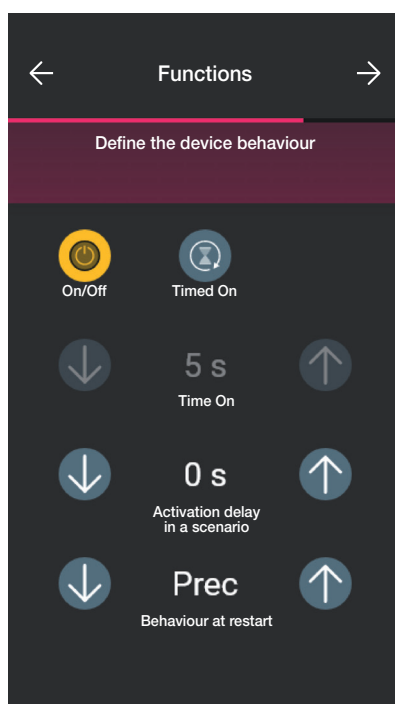 Functions
Define the device behaviour
On/Off Timed On
5 s
Time On
0 s
Activation delay
in a scenario
Prec
Behaviour at restart